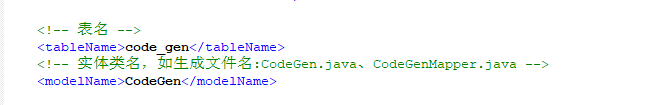 <!-- 表名 -->
<tableName>code_gen</tableName>
<!-- 实体类名，如生成文件名:CodeGen.java、CodeGenMapper.java -->
<modelName>CodeGen</modelName>